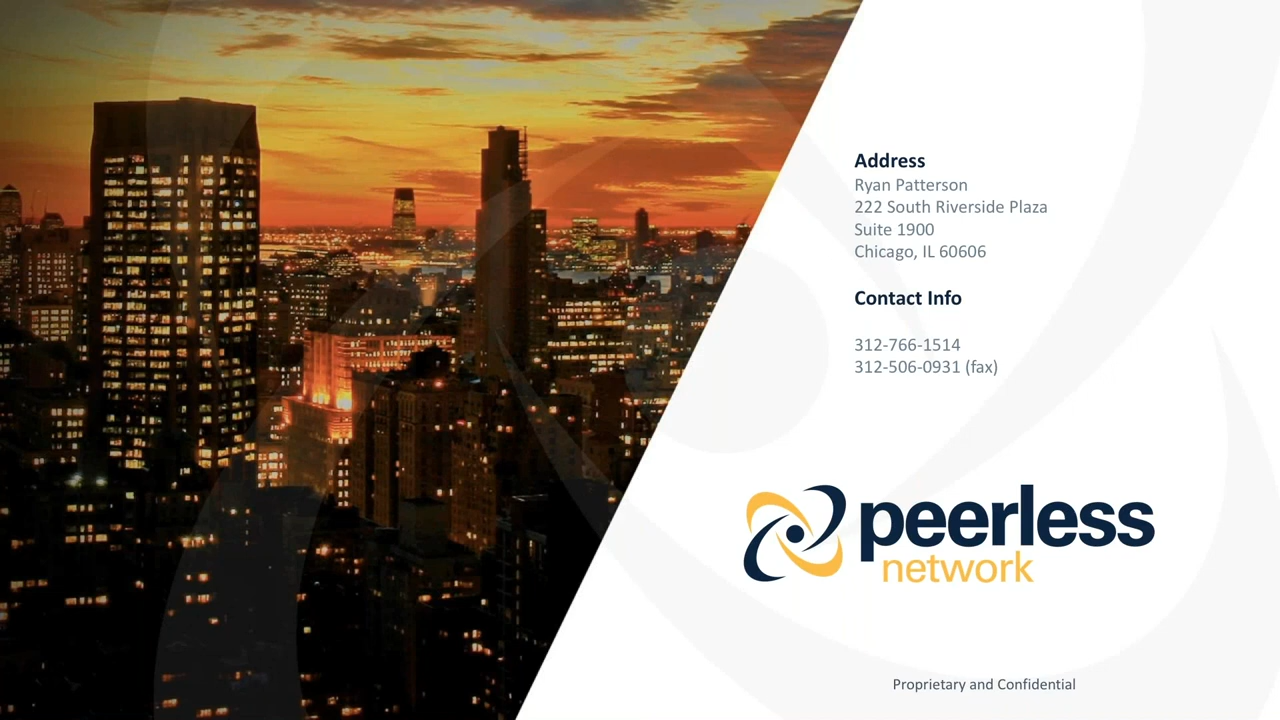 Address
Ryan Patterson
222 South Riverside Plaza
Suite 1900
Chicago, IL 60606
Contact Info
312-766-1514
312-506-0931 (fax)
peerless
network
Proprietary and Confidential